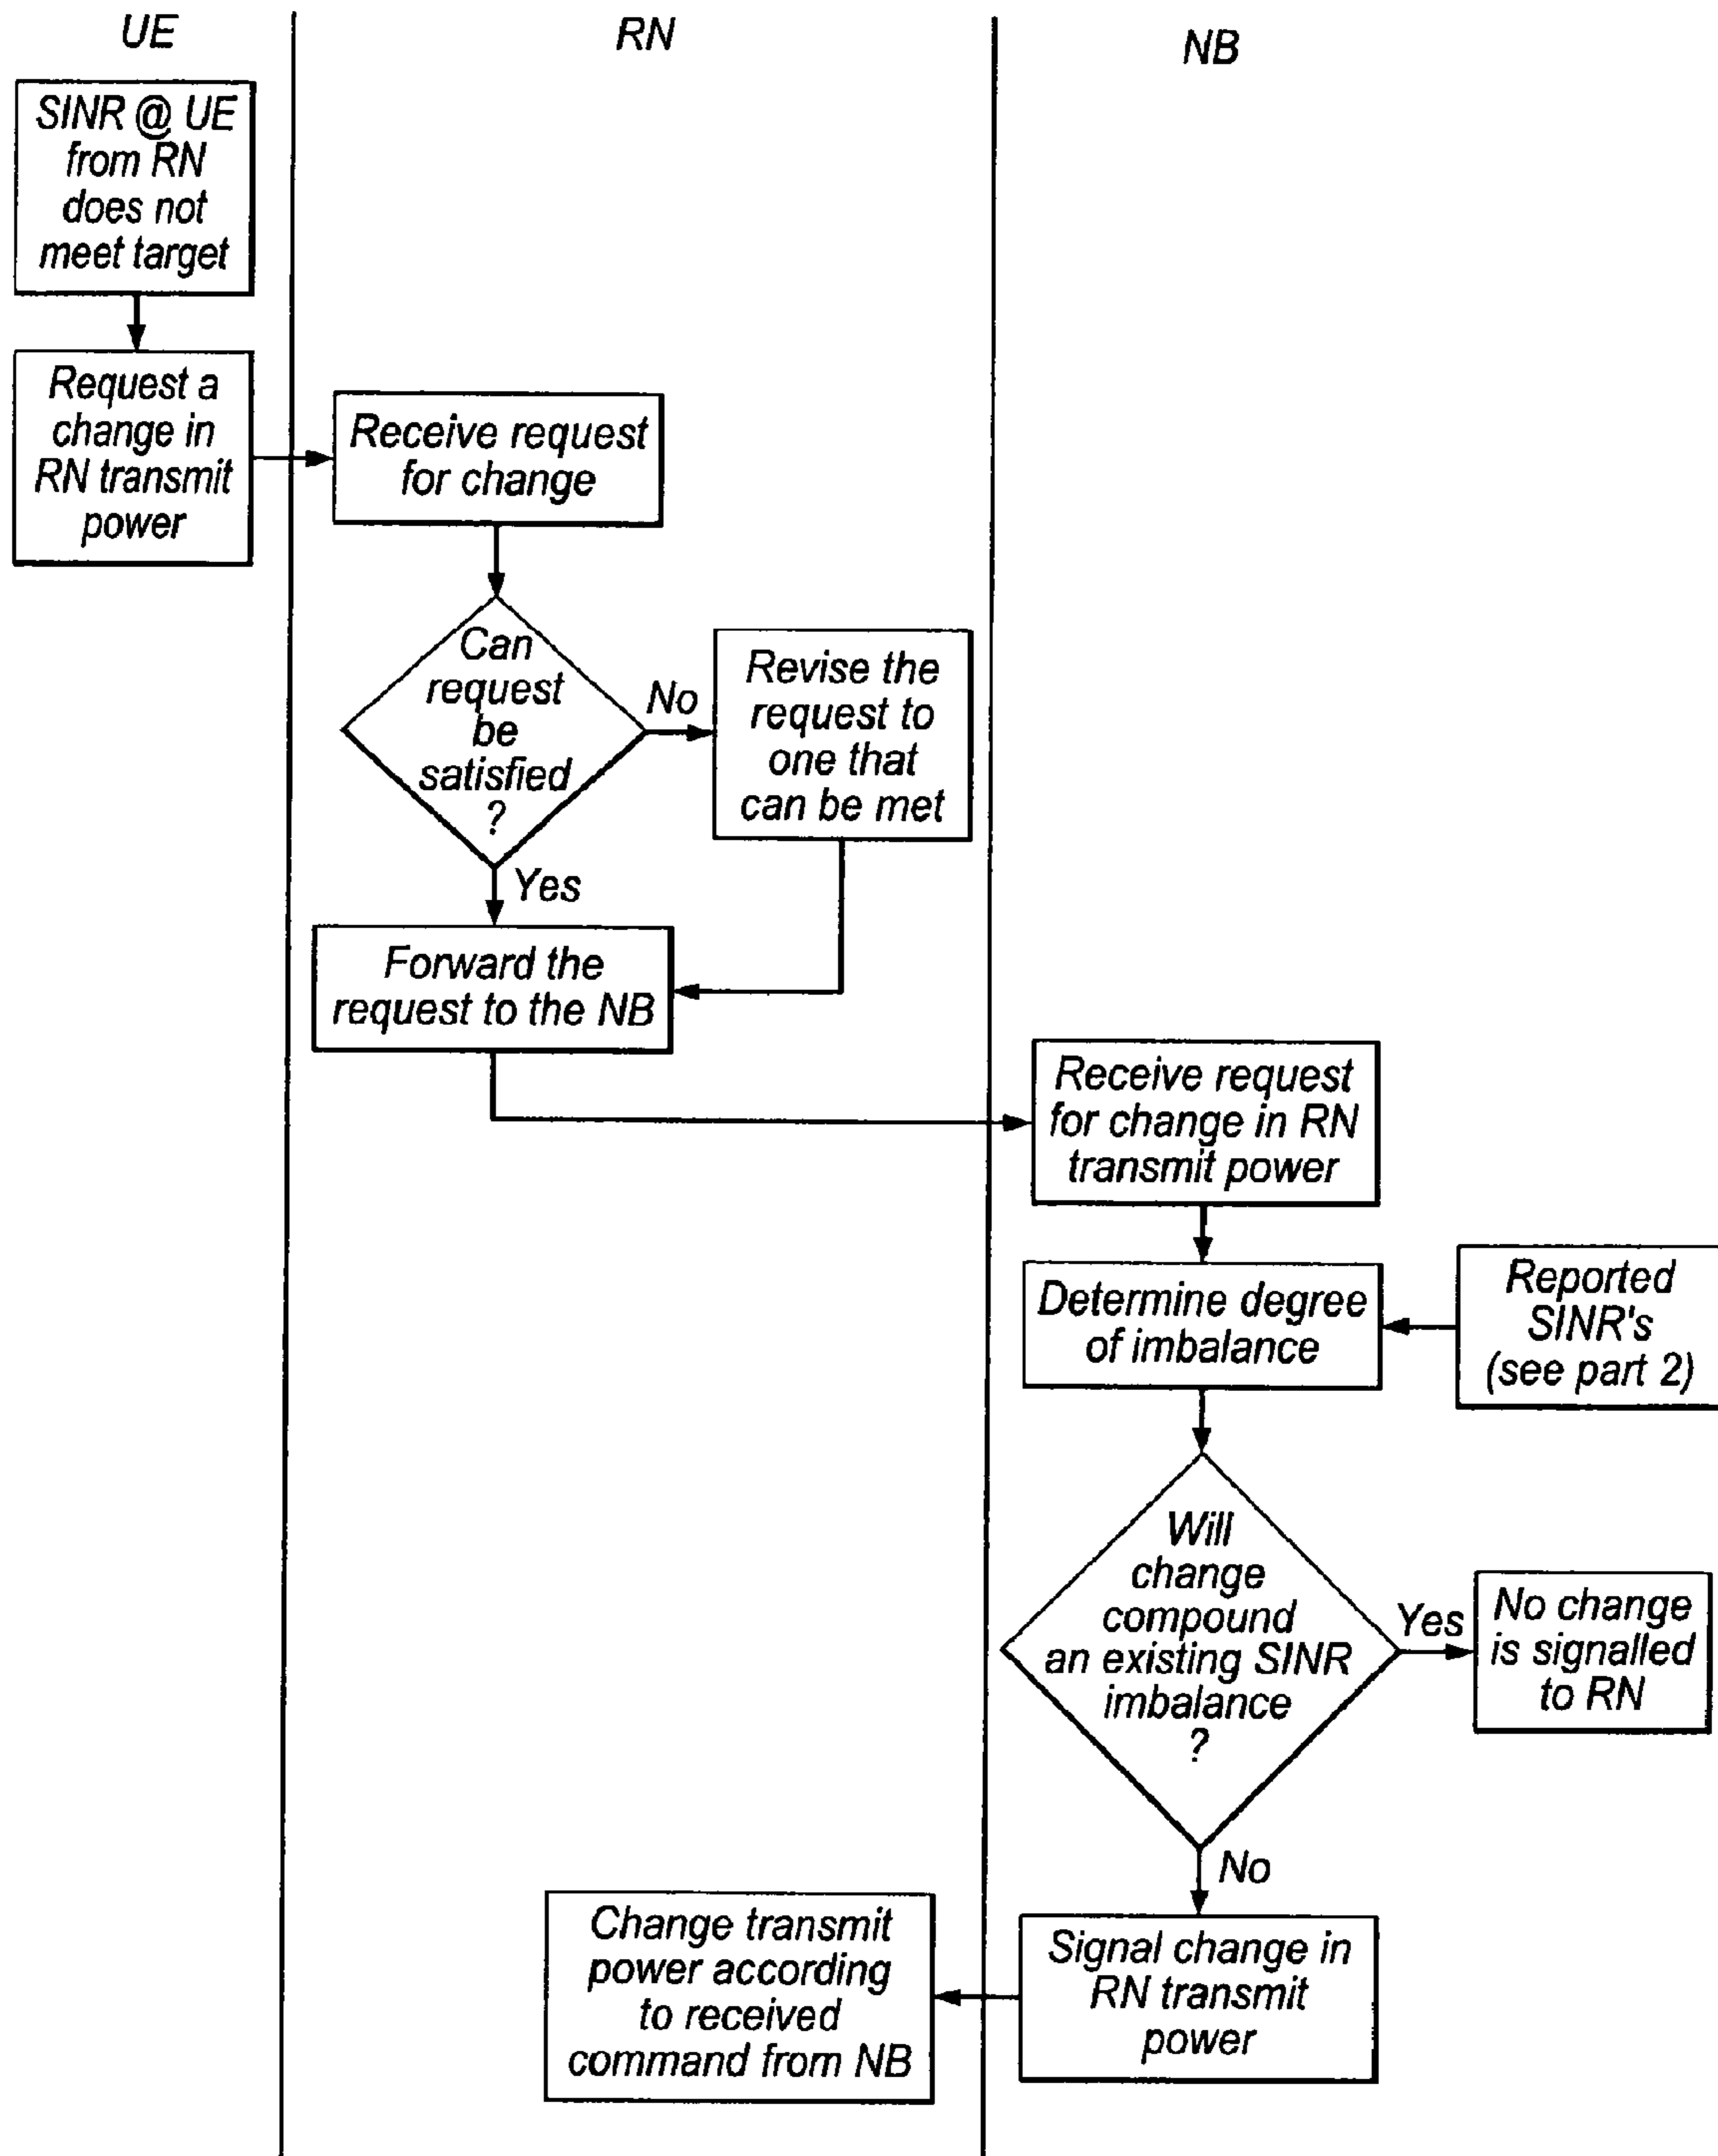 UE
RN
NB
SINR @ UE
from RN
does not
meet target
Request a
change in
RN transmit
power
Receive request
for change
Can
request
be
satisfied
?
No
Revise the
request to
one that
can be met
Yes
Forward the
request to the NB
Receive request
for change in RN
transmit power
Determine degree
of imbalance
Reported
SINR's
(see part 2)
Will
change
compound
an existing SINR
imbalance
?
Yes
No change
is signalled
to RN
No
Signal change in
RN transmit
power
Change transmit
power according
to received
command from NB